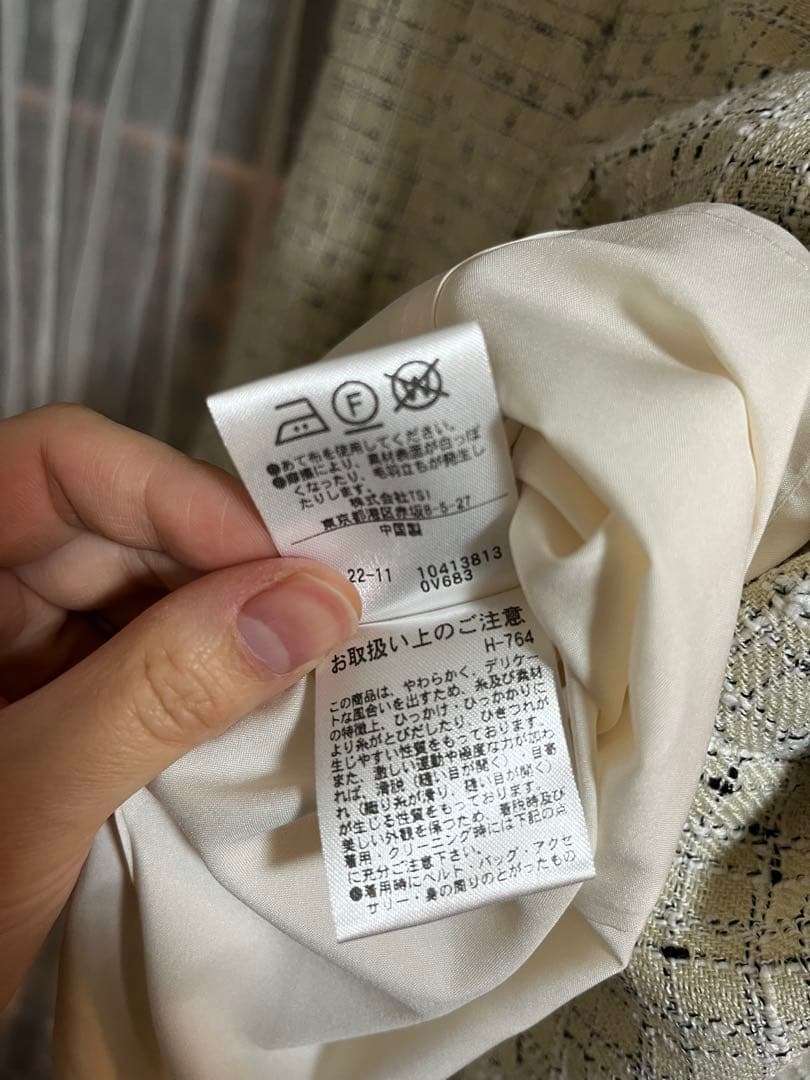 F
W
●あて布を使用してください。
●摩擦により、素材表面が白っぽ
くなったり、毛羽立ちが発生し
たりします。
株式会社TSI
東京都港区赤坂8-5-27
中国製
22-11 10413813
0V683
お取扱い上のご注意
H-764
この商品は、やわらかく、デリケー
トな風合いを出すため、糸及び素材
の特徴上、ひっかけ、ひっかかりに
より糸がとびだしたり、ひきつれが
生じやすい性質をもっております。
また、激しい運動や過度な力が加わ
れば、滑脱(縫い目が開く)、目寄
れ(織り糸が滑り、縫い目が開く)
が生じる性質をもっております。
美しい外観を保つため、着脱時及び
着用・クリーニング時には下記の点
に充分ご注意下さい。
●着用時にベルト・バッグ・アクセ
サリー・身の周りのとがったもの